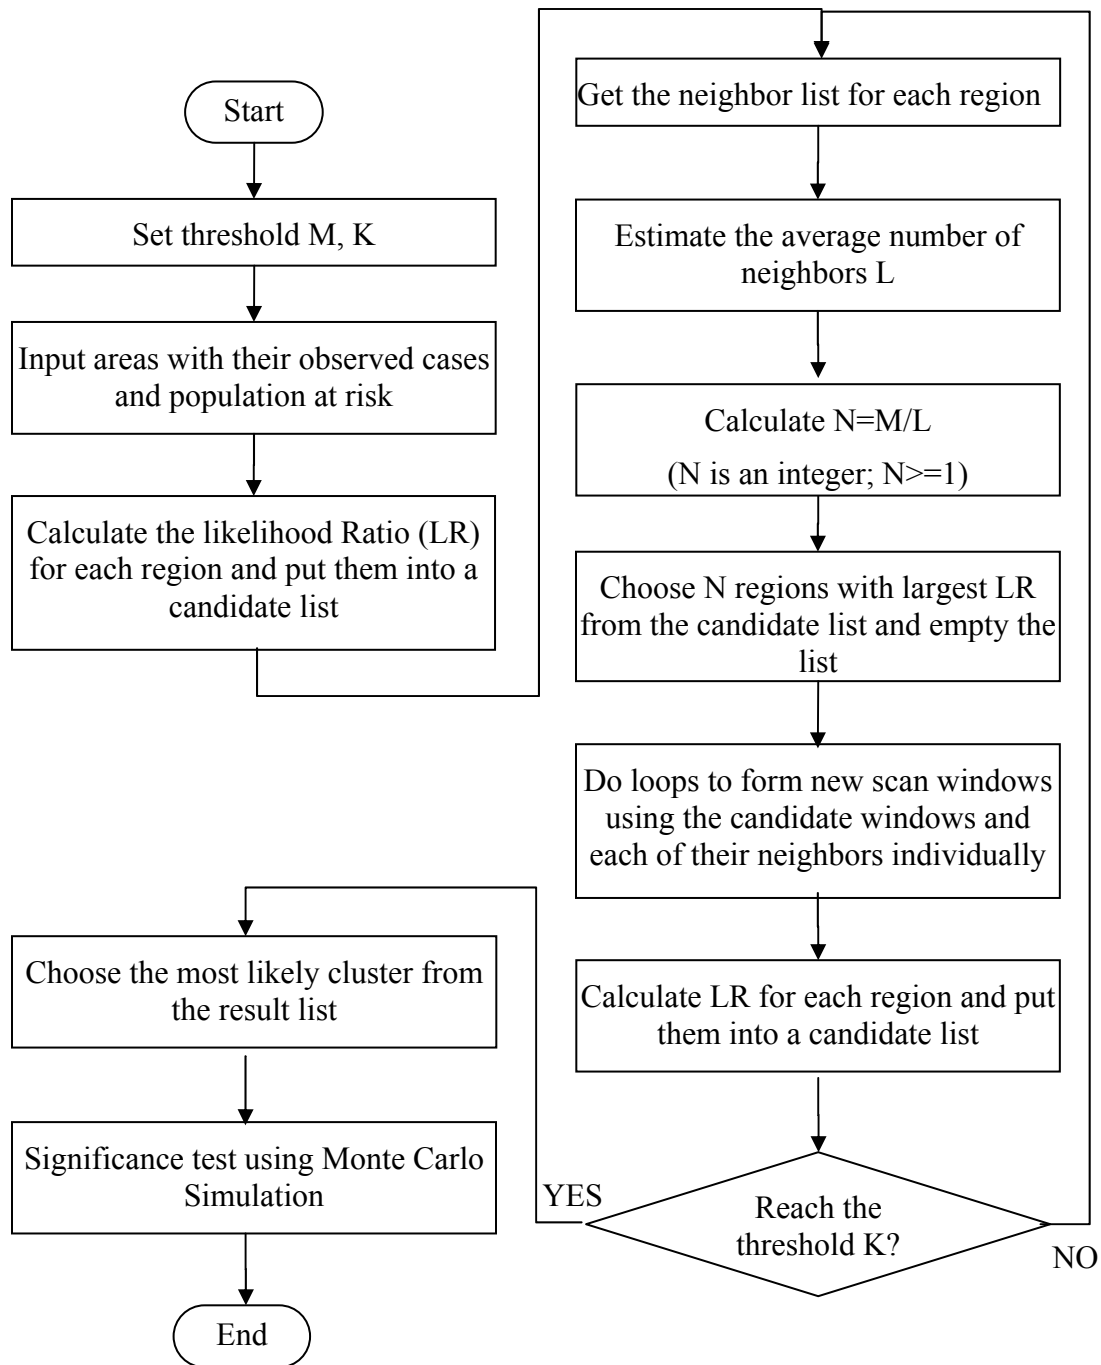 Start
Set threshold M, K
Input areas with their observed cases
and population at risk
Calculate the likelihood Ratio (LR)
for each region and put them into a
candidate list
Get the neighbor list for each region
Estimate the average number of
neighbors L
Calculate N=M/L
(N is an integer; N>=1)
Choose N regions with largest LR
from the candidate list and empty the
list
Do loops to form new scan windows
using the candidate windows and
each of their neighbors individually
Calculate LR for each region and put
them into a candidate list
Reach the
threshold K?
YES
NO
Choose the most likely cluster from
the result list
Significance test using Monte Carlo
Simulation
End